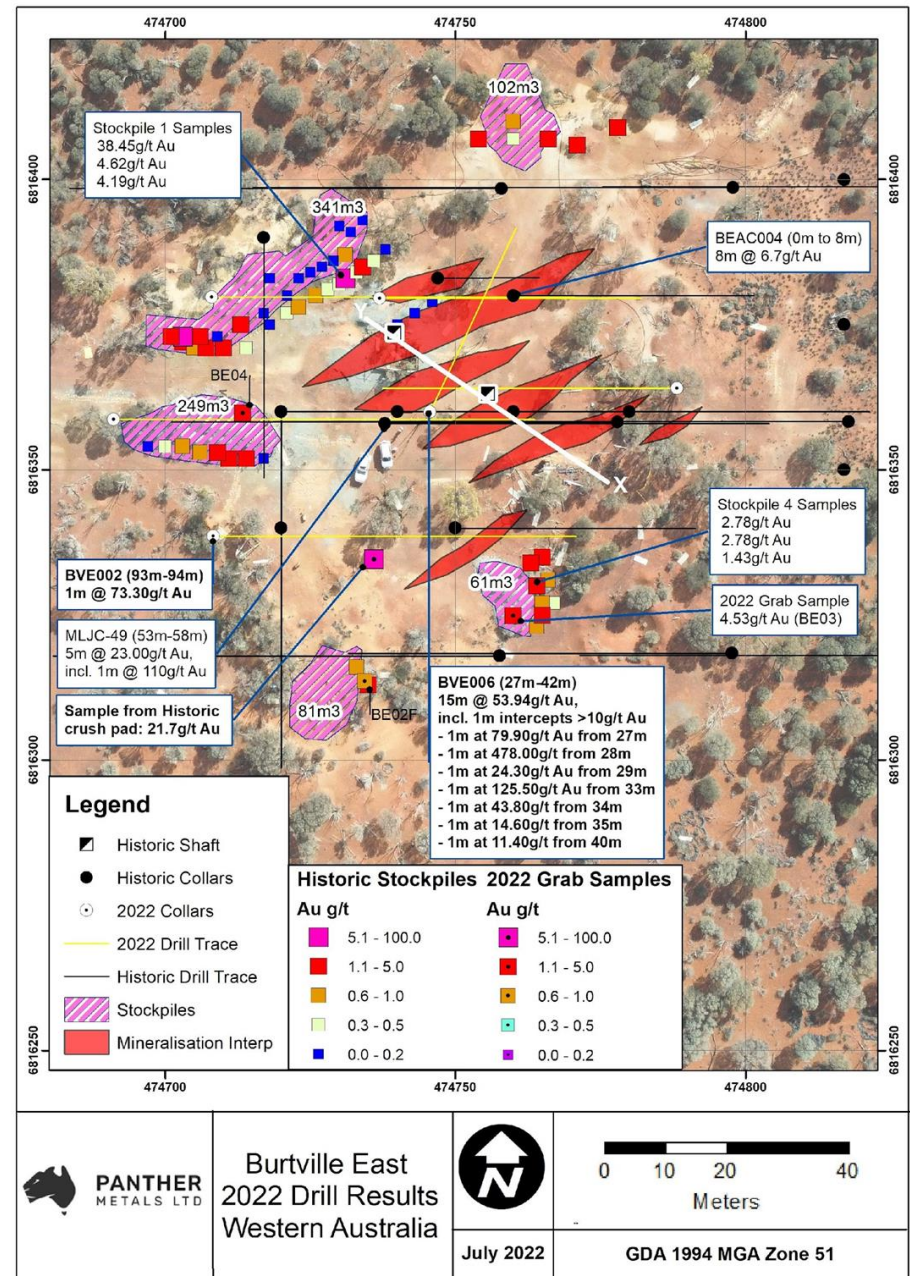 474700
474750
474800
6816400
6816350
6816300
6816250
6816400
6816350
6816300
6816250
102m3
Stockpile 1 Samples
38.45g/t Au
4.62g/t Au
4.19g/t Au
341m3
BEAC004 (0m to 8m)
8m @ 6.7g/t Au
Y
BE04
249m3
X
Stockpile 4 Samples
2.78g/t Au
2.78g/t Au
1.43g/t Au
61m3
2022 Grab Sample
4.53g/t Au (BE03)
BVE002 (93m-94m)
1m @ 73.30g/t Au
MLJC-49 (53m-58m)
5m @ 23.00g/t Au,
incl. 1m @ 110g/t Au
Sample from Historic
crush pad: 21.7g/t Au
81m3
BE02F
BVE006 (27m-42m)
15m @ 53.94g/t Au,
incl. 1m intercepts >10g/t Au
- 1m at 79.90g/t Au from 27m
- 1m at 478.00g/t from 28m
- 1m at 24.30g/t Au from 29m
- 1m at 125.50g/t Au from 33m
- 1m at 43.80g/t from 34m
- 1m at 14.60g/t from 35m
- 1m at 11.40g/t from 40m
Legend
Historic Shaft
Historic Collars
2022 Collars
2022 Drill Trace
Historic Drill Trace
Stockpiles
Mineralisation Interp
Historic Stockpiles
Au g/t
5.1 - 100.0
1.1 - 5.0
0.6 - 1.0
0.3 - 0.5
0.0 - 0.2
2022 Grab Samples
Au g/t
5.1 - 100.0
1.1 - 5.0
0.6 - 1.0
0.3 - 0.5
0.0 - 0.2
474700
474750
474800
PANTHER
METALS LTD
Burtville East
2022 Drill Results
Western Australia
N
July 2022
0 10 20 40
Meters
GDA 1994 MGA Zone 51